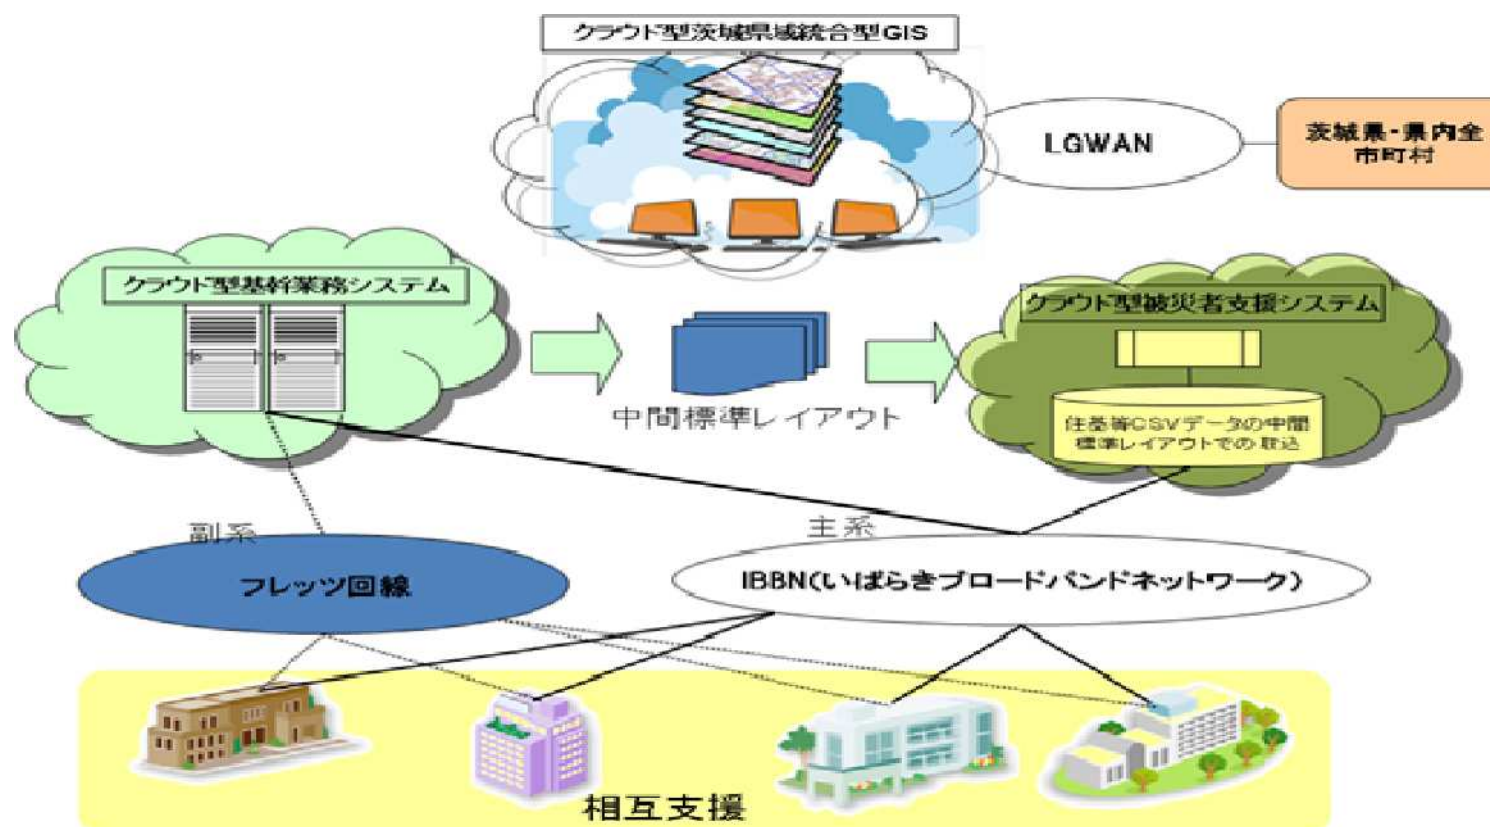 クラウド型茨城県域統合型GIS
LGWAN
茨城県・県内全
市町村
クラウド型基幹業務システム
クラウド型被災者支援システム
中間標準レイアウト
住基等CSVデータの中間
標準レイアウトでの取込
副系
主系
フレッツ回線
IBBN(いばらきブロードバンドネットワーク)
相互支援